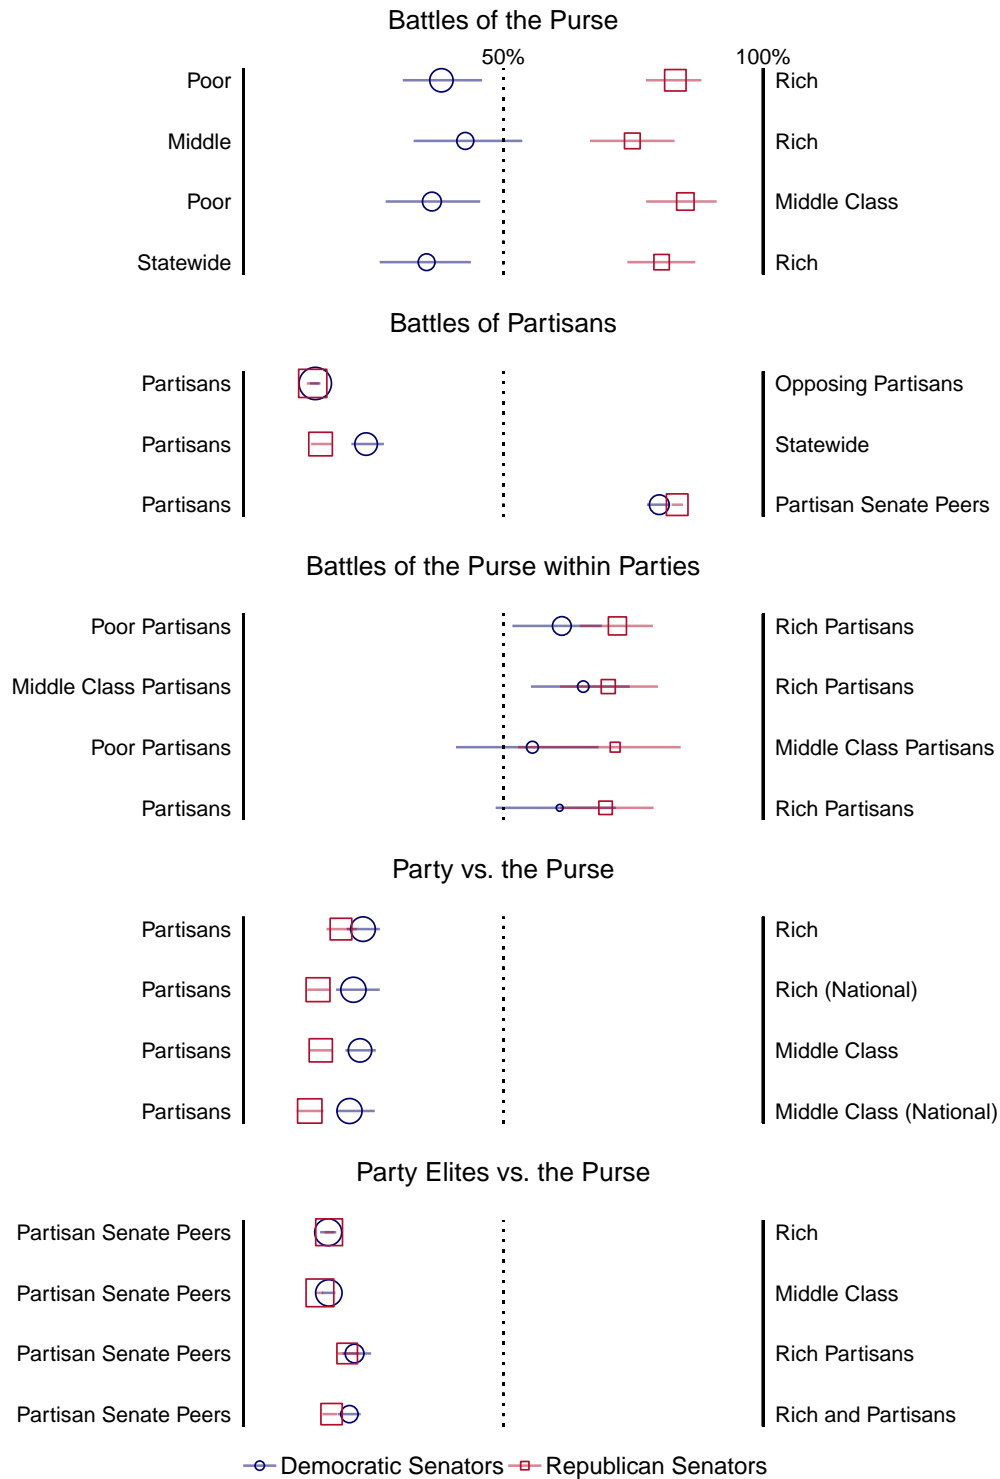 Battles of the Purse
50% 100%
Poor Rich
Middle Rich
Poor Middle Class
Statewide Rich
Battles of Partisans
Partisans Opposing Partisans
Partisans Statewide
Partisans Partisan Senate Peers
Battles of the Purse within Parties
Poor Partisans Rich Partisans
Middle Class Partisans Rich Partisans
Poor Partisans Middle Class Partisans
Partisans Rich Partisans
Party vs. the Purse
Partisans Rich
Partisans Rich (National)
Partisans Middle Class
Partisans Middle Class (National)
Party Elites vs. the Purse
Partisan Senate Peers Rich
Partisan Senate Peers Middle Class
Partisan Senate Peers Rich Partisans
Partisan Senate Peers Rich and Partisans
Democratic Senators Republican Senators